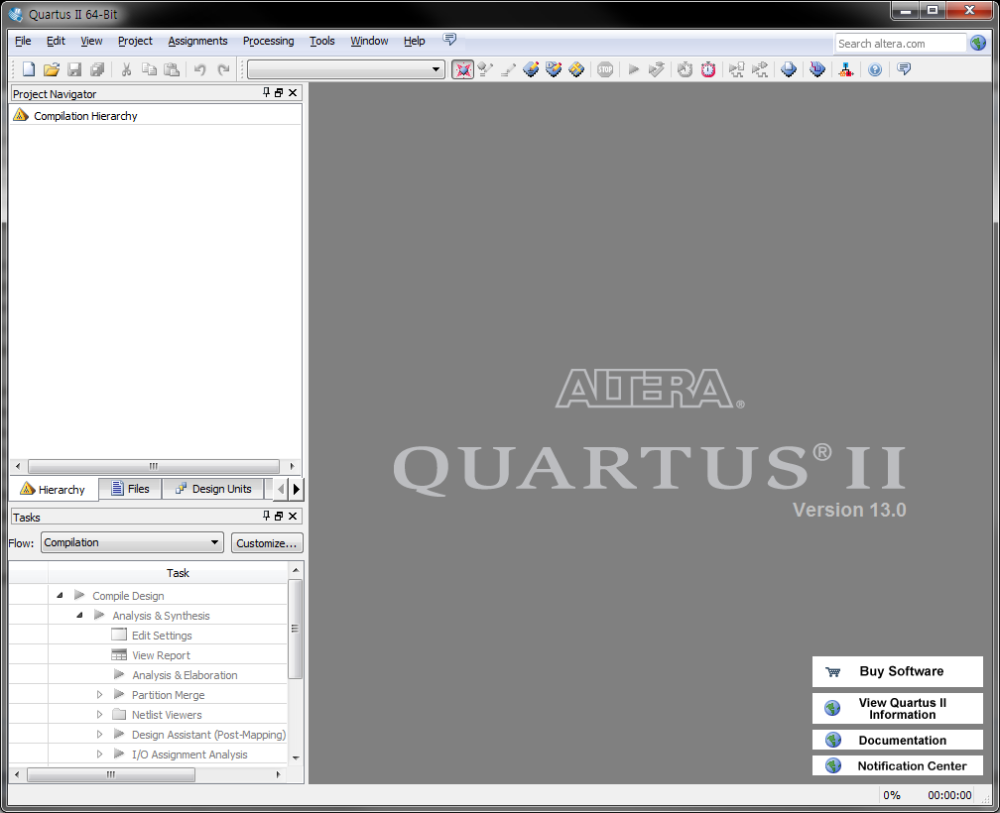 Quartus II 64-Bit
File Edit View Project Assignments Processing Tools Window Help
Search altera.com
STOP
Project Navigator
Compilation Hierarchy
Hierarchy Files Design Units
Tasks
Flow: Compilation Customize...
Task
Compile Design
Analysis & Synthesis
Edit Settings
View Report
Analysis & Elaboration
Partition Merge
Netlist Viewers
Design Assistant (Post-Mapping)
I/O Assignment Analysis
ALTERA®
QUARTUS® II
Version 13.0
Buy Software
View Quartus II
Information
Documentation
Notification Center
0% 00:00:00